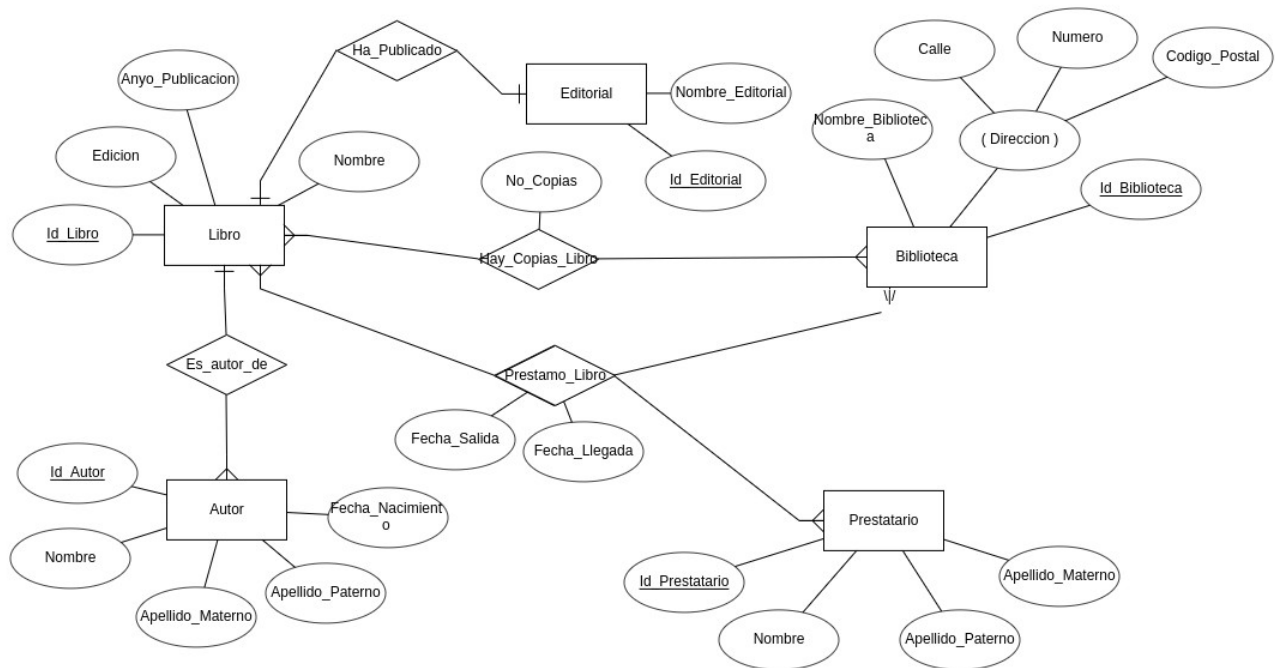 Calle
Numero
Codigo_Postal
Ha_Publicado
Anyo_Publicacion
Editorial
Nombre_Editorial
Nombre_Bibliotec
a
( Direccion )
Edicion
Nombre
No_Copias
Id_Editorial
Id_Biblioteca
Id_Libro
Libro
Hay_Copias_Libro
Biblioteca
Es_autor_de
Prestamo_Libro
Fecha_Salida
Fecha_Llegada
Id_Autor
Autor
Fecha_Nacimient
o
Prestatario
Nombre
Apellido_Paterno
Apellido_Materno
Id_Prestatario
Apellido_Materno
Nombre
Apellido_Paterno